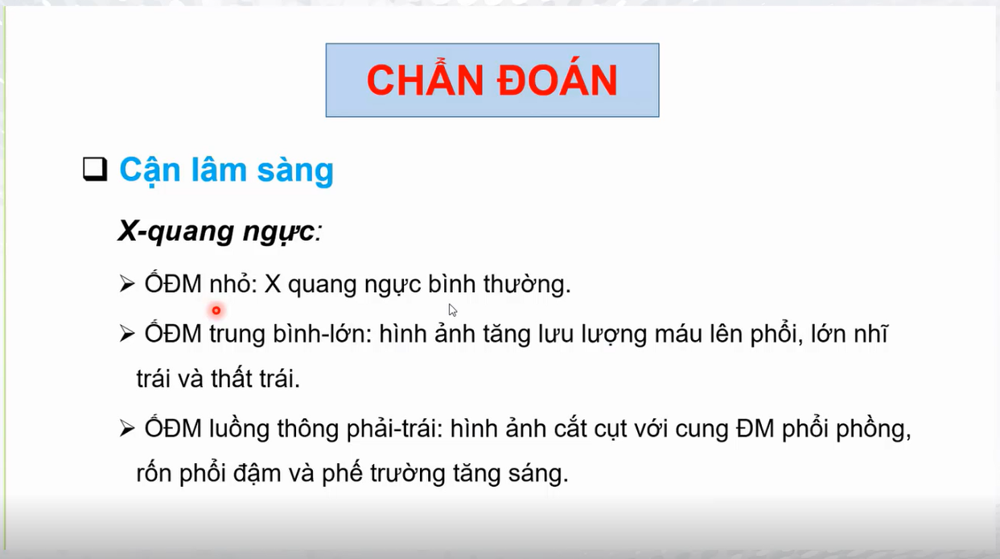 CHẨN ĐOÁN
Cận lâm sàng
X-quang ngực:
ỐĐM nhỏ: X quang ngực bình thường.
ỐĐM trung bình-lớn: hình ảnh tăng lưu lượng máu lên phổi, lớn nhĩ
trái và thất trái.
ỐĐM luồng thông phải-trái: hình ảnh cắt cụt với cung ĐM phổi phồng,
rốn phổi đậm và phế trường tăng sáng.